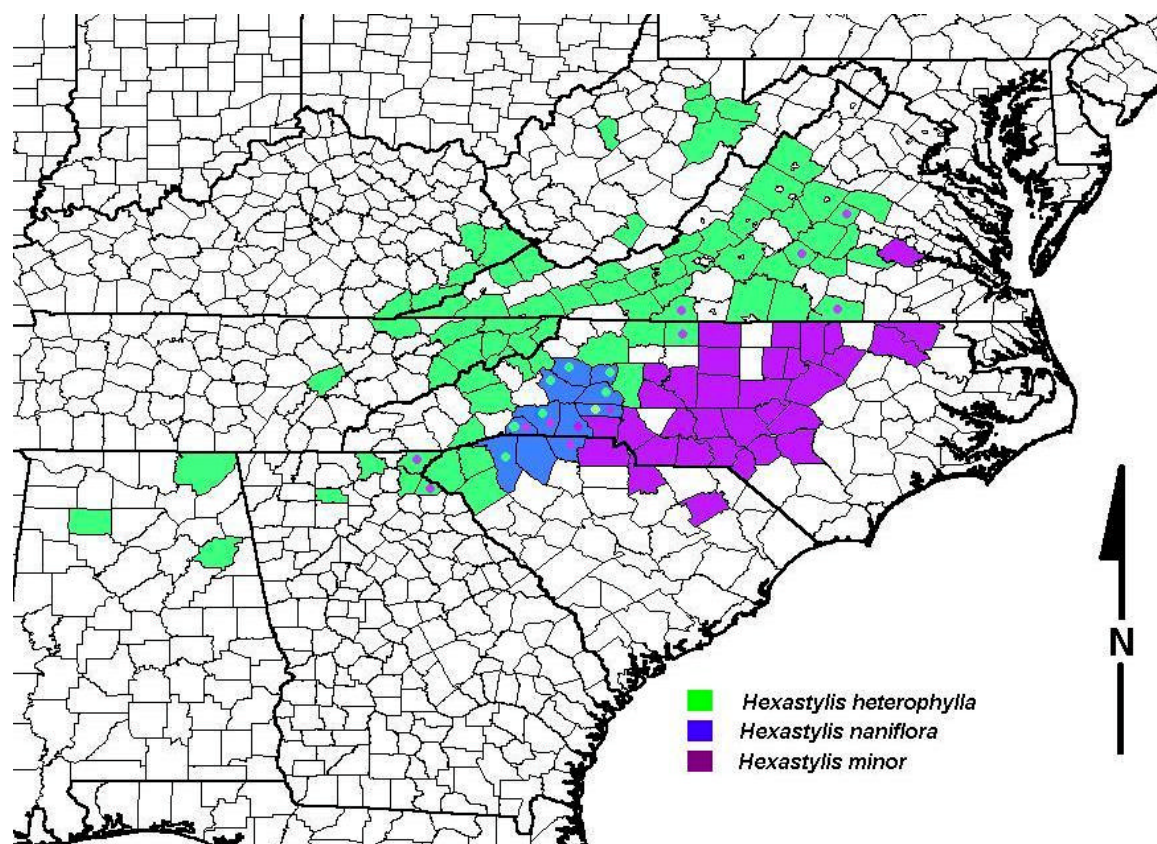 N
Hexastylis heterophylla
Hexastylis naniflora
Hexastylis minor